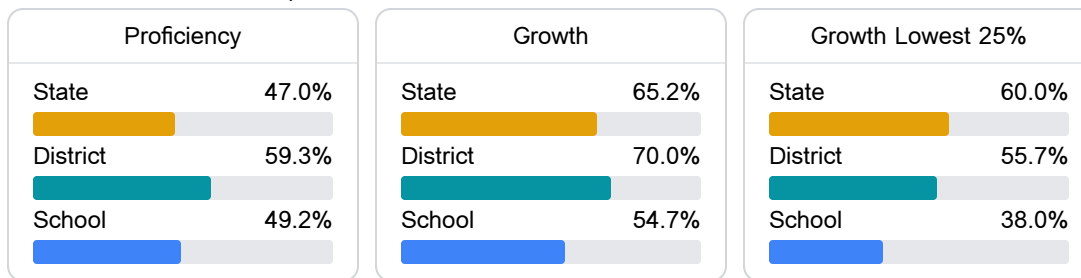 Proficiency
State 47.0%
District 59.3%
School 49.2%
Growth
State 65.2%
District 70.0%
School 54.7%
Growth Lowest 25%
State 60.0%
District 55.7%
School 38.0%